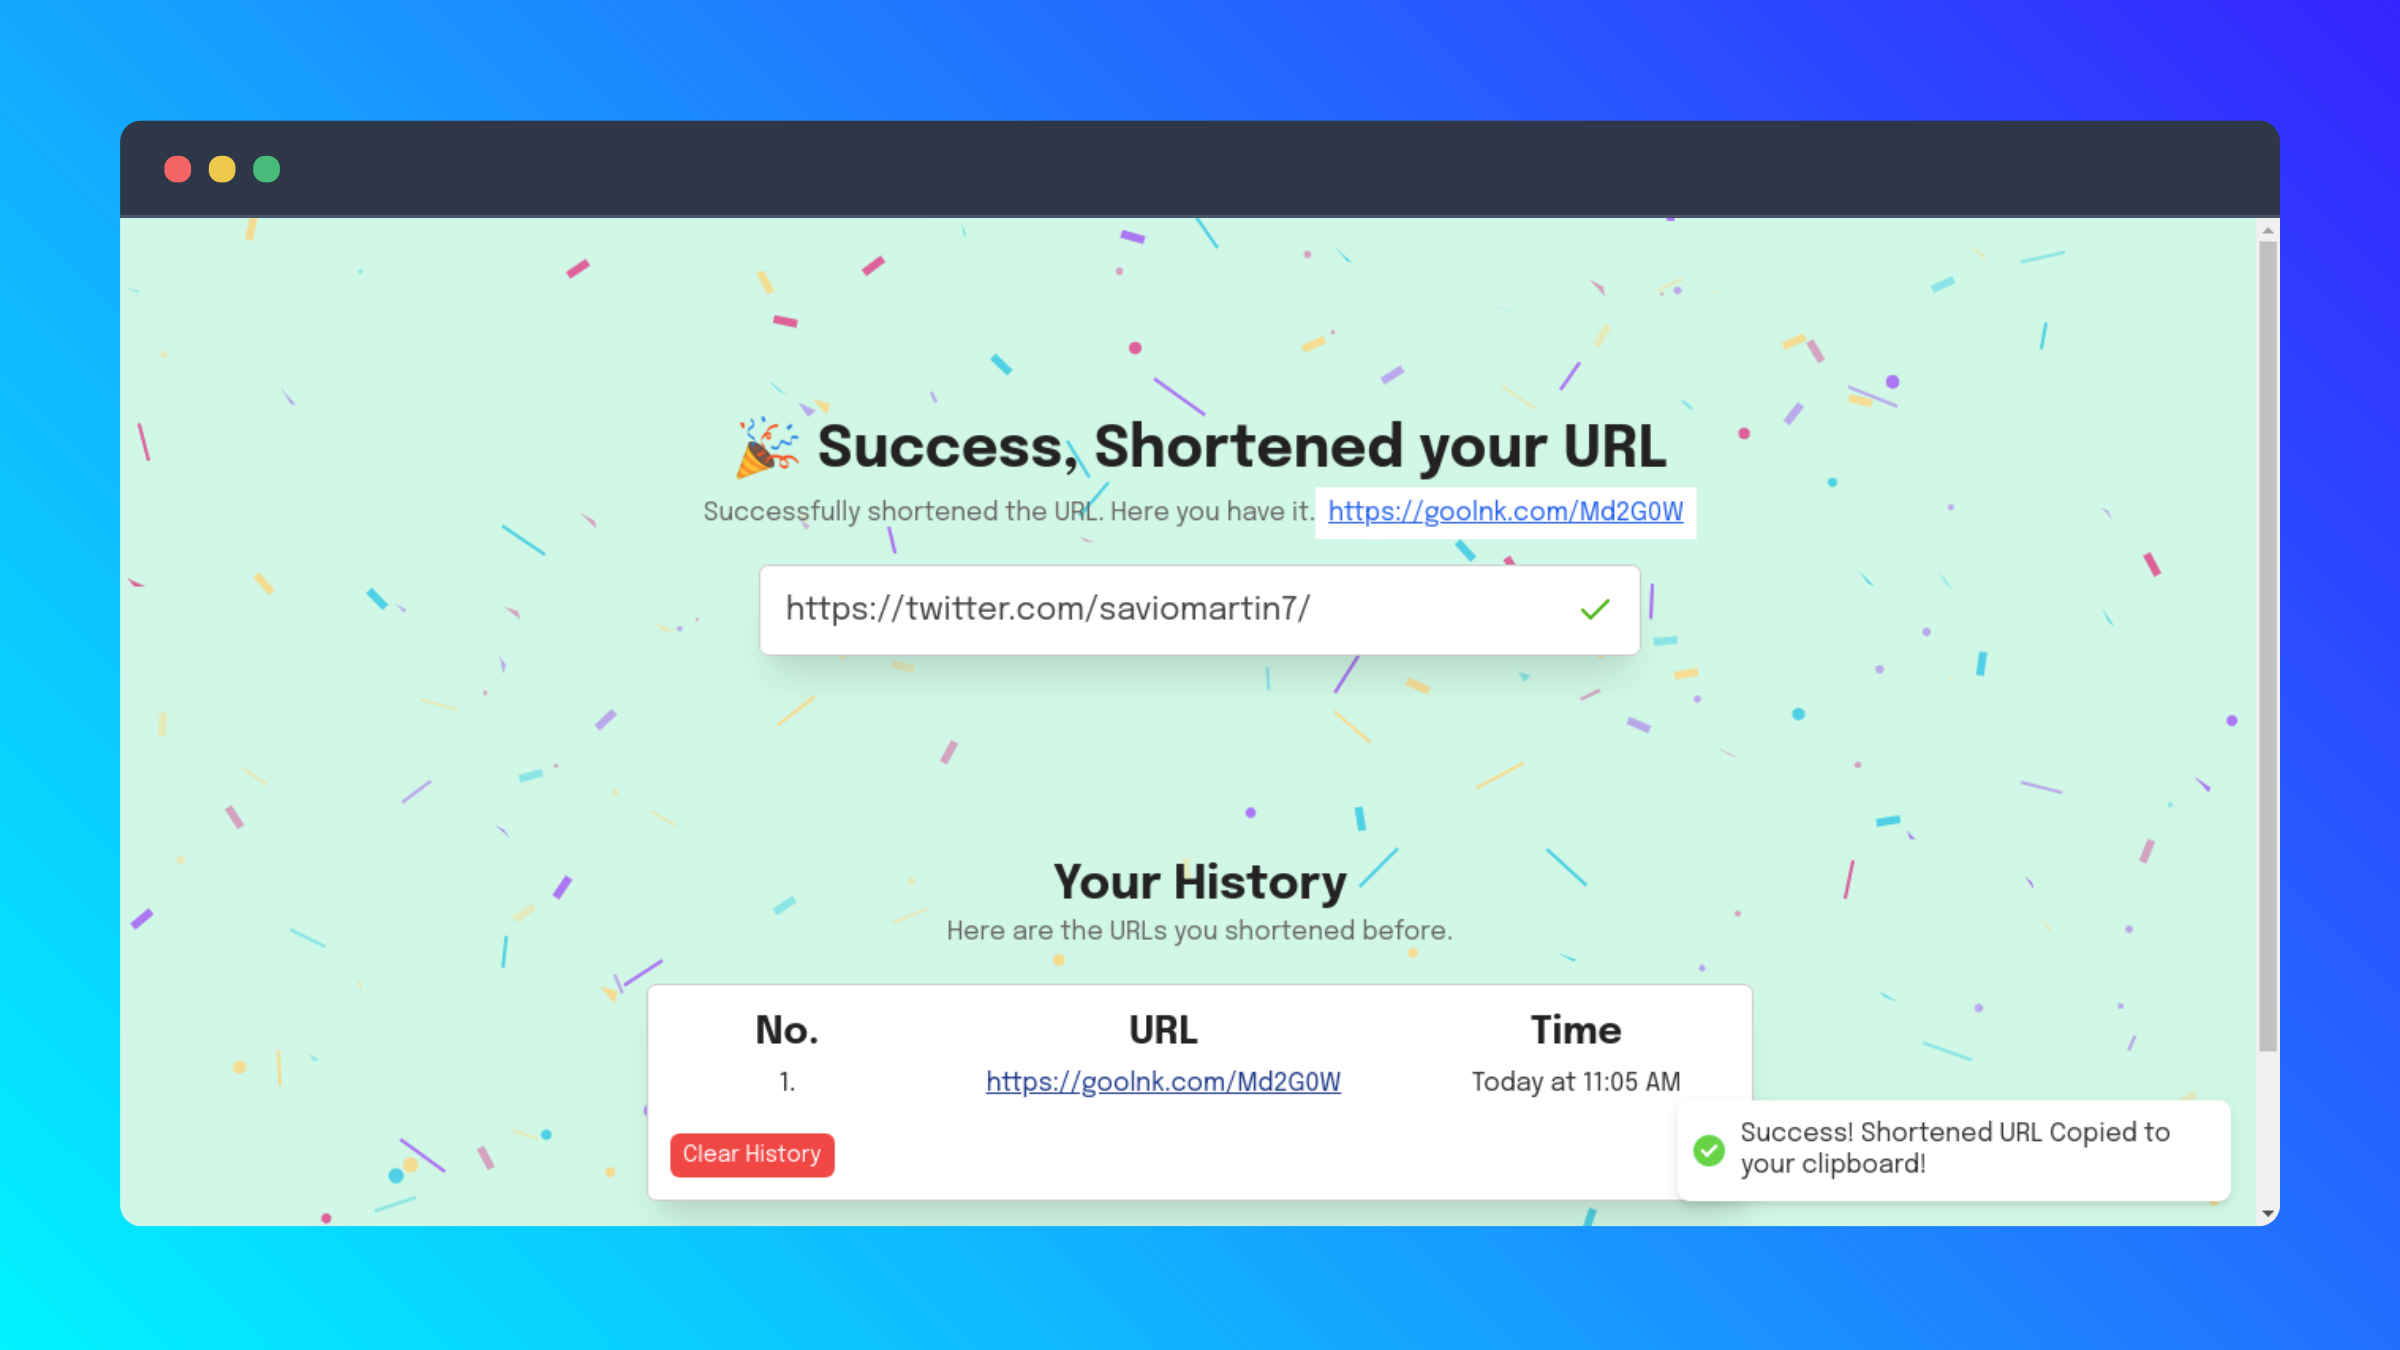 🎉 Success, Shortened your URL
Successfully shortened the URL. Here you have it. https://goolnk.com/Md2G0W
https://twitter.com/saviomartin7/
Your History
Here are the URLs you shortened before.
No. URL Time
1. https://goolnk.com/Md2G0W Today at 11:05 AM
Clear History
Success! Shortened URL Copied to
your clipboard!